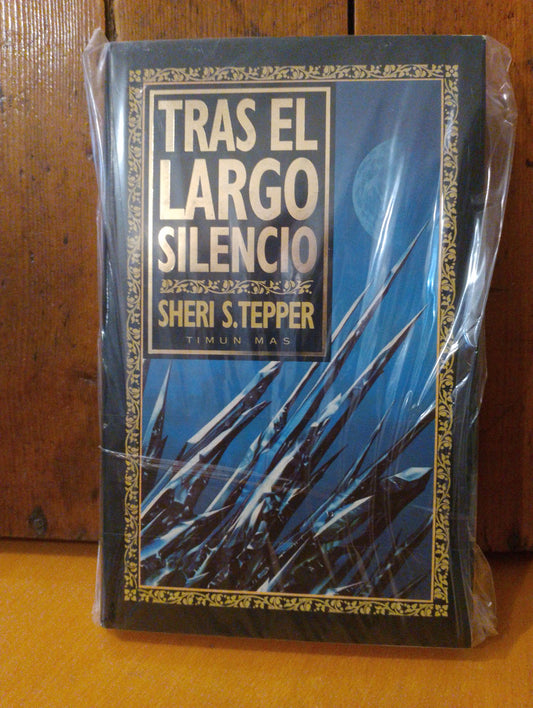 TRAS EL
LARGO
SILENCIO
SHERI S. TEPPER
TIMUN MAS